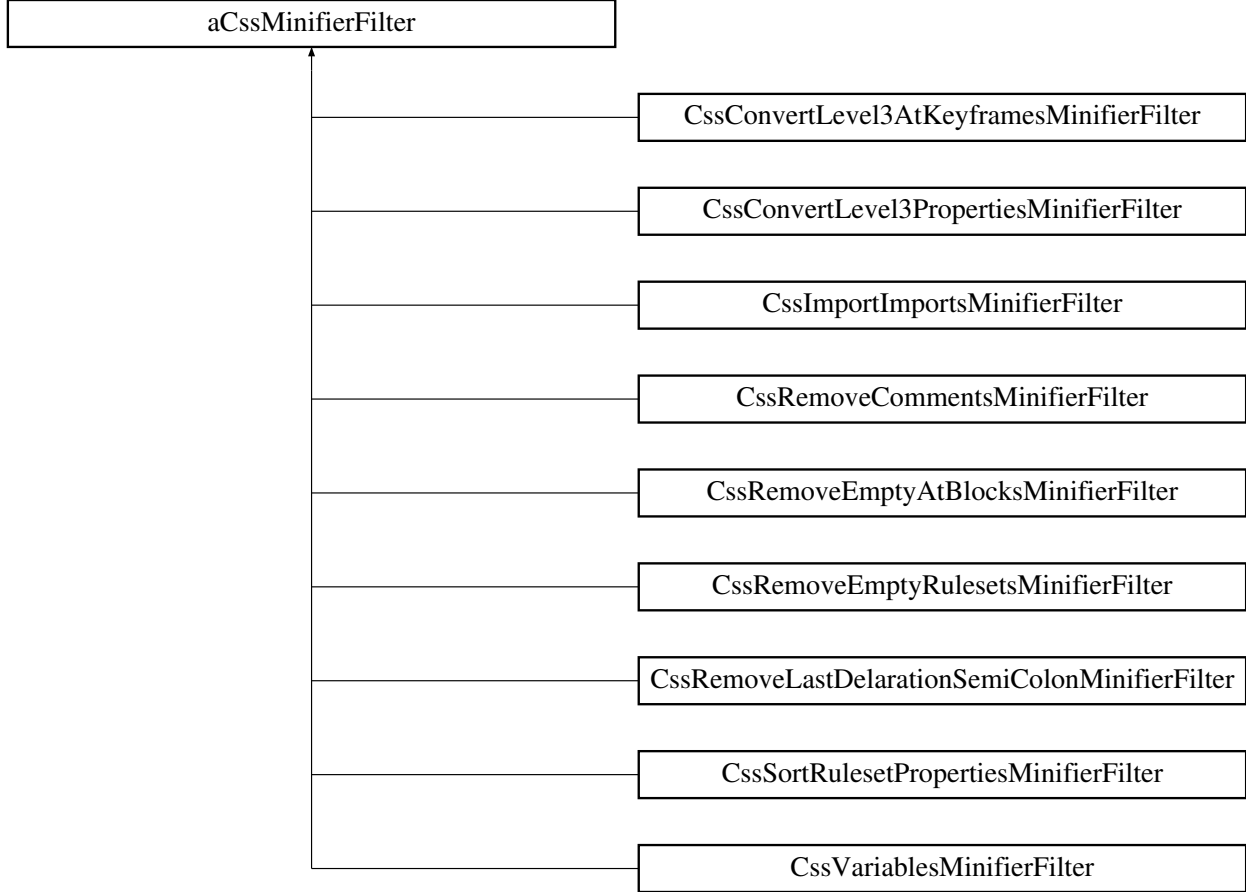 aCssMinifierFilter
CssConvertLevel3AtKeyframesMinifierFilter
CssConvertLevel3PropertiesMinifierFilter
CssImportImportsMinifierFilter
CssRemoveCommentsMinifierFilter
CssRemoveEmptyAtBlocksMinifierFilter
CssRemoveEmptyRulesetsMinifierFilter
CssRemoveLastDelarationSemiColonMinifierFilter
CssSortRulesetPropertiesMinifierFilter
CssVariablesMinifierFilter